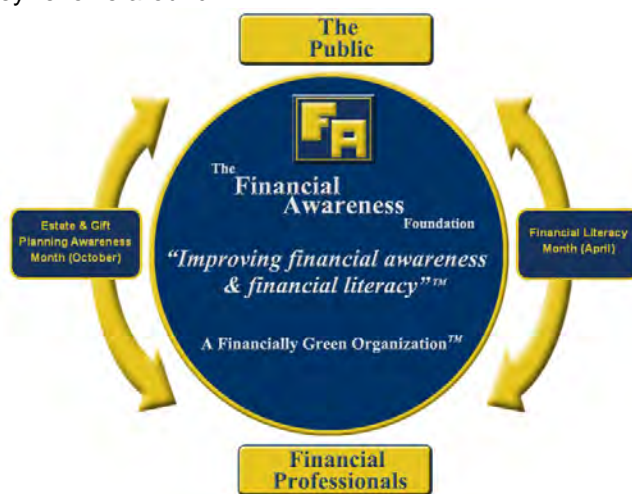 The
Public
FA
The
Financial
Awareness
Foundation
Estate & Gift
Planning Awareness
Month (October)
"Improving financial awareness
& financial literacy"™
Financial Literacy
Month (April)
A Financially Green Organization™
Financial
Professionals